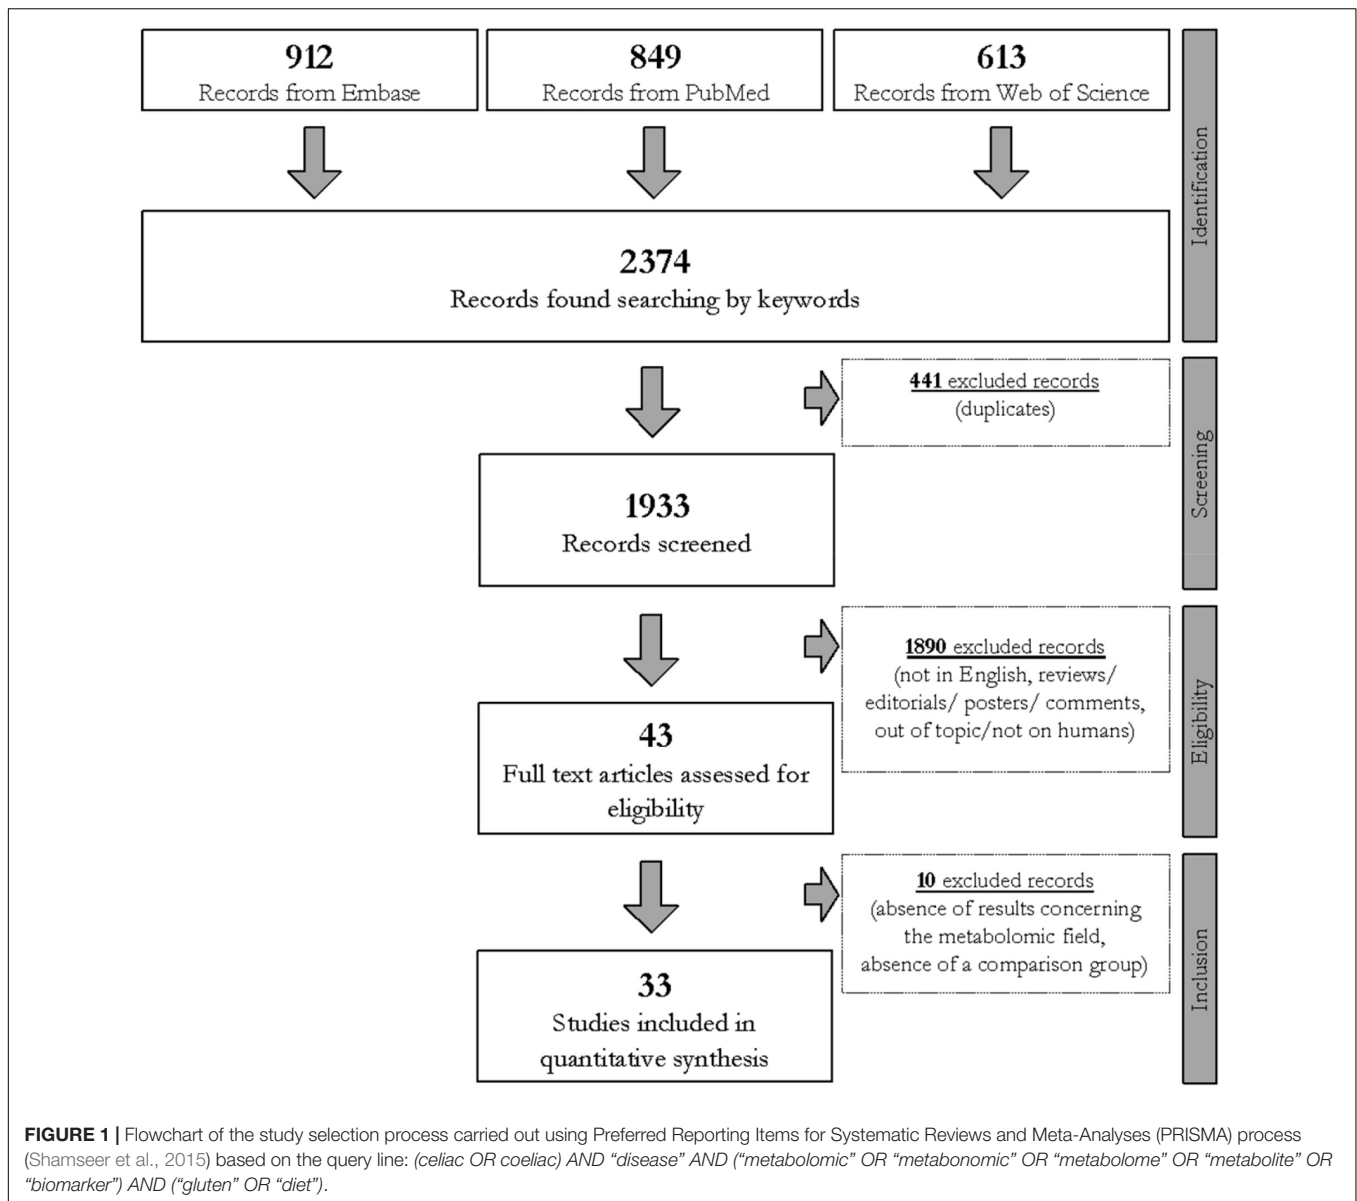 912
Records from Embase
849
Records from PubMed
613
Records from Web of Science
Identification
2374
Records found searching by keywords
441 excluded records
(duplicates)
Screening
1933
Records screened
1890 excluded records
(not in English, reviews/
editorials/ posters/ comments,
out of topic/not on humans)
Eligibility
43
Full text articles assessed for
eligibility
10 excluded records
(absence of results concerning
the metabolomic field,
absence of a comparison group)
Inclusion
33
Studies included in
quantitative synthesis
FIGURE 1 | Flowchart of the study selection process carried out using Preferred Reporting Items for Systematic Reviews and Meta-Analyses (PRISMA) process
(Shamseer et al., 2015) based on the query line: (celiac OR coeliac) AND “disease” AND (“metabolomic” OR “metabonomic” OR “metabolome” OR “metabolite” OR
“biomarker”) AND (“gluten” OR “diet”).